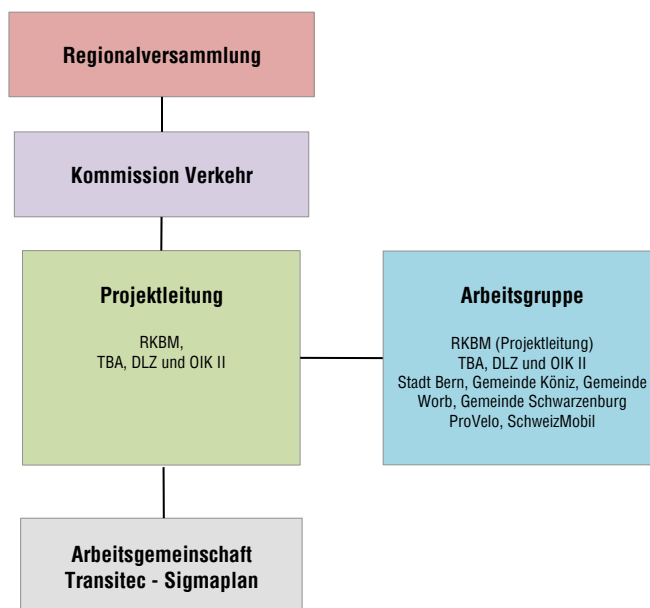 Regionalversammlung
Kommission Verkehr
Projektleitung
RKBM,
TBA, DLZ und OIK II
Arbeitsgruppe
RKBM (Projektleitung)
TBA, DLZ und OIK II
Stadt Bern, Gemeinde Köniz, Gemeinde
Worb, Gemeinde Schwarzenburg
ProVelo, SchweizMobil
Arbeitsgemeinschaft
Transitec - Sigmaplan